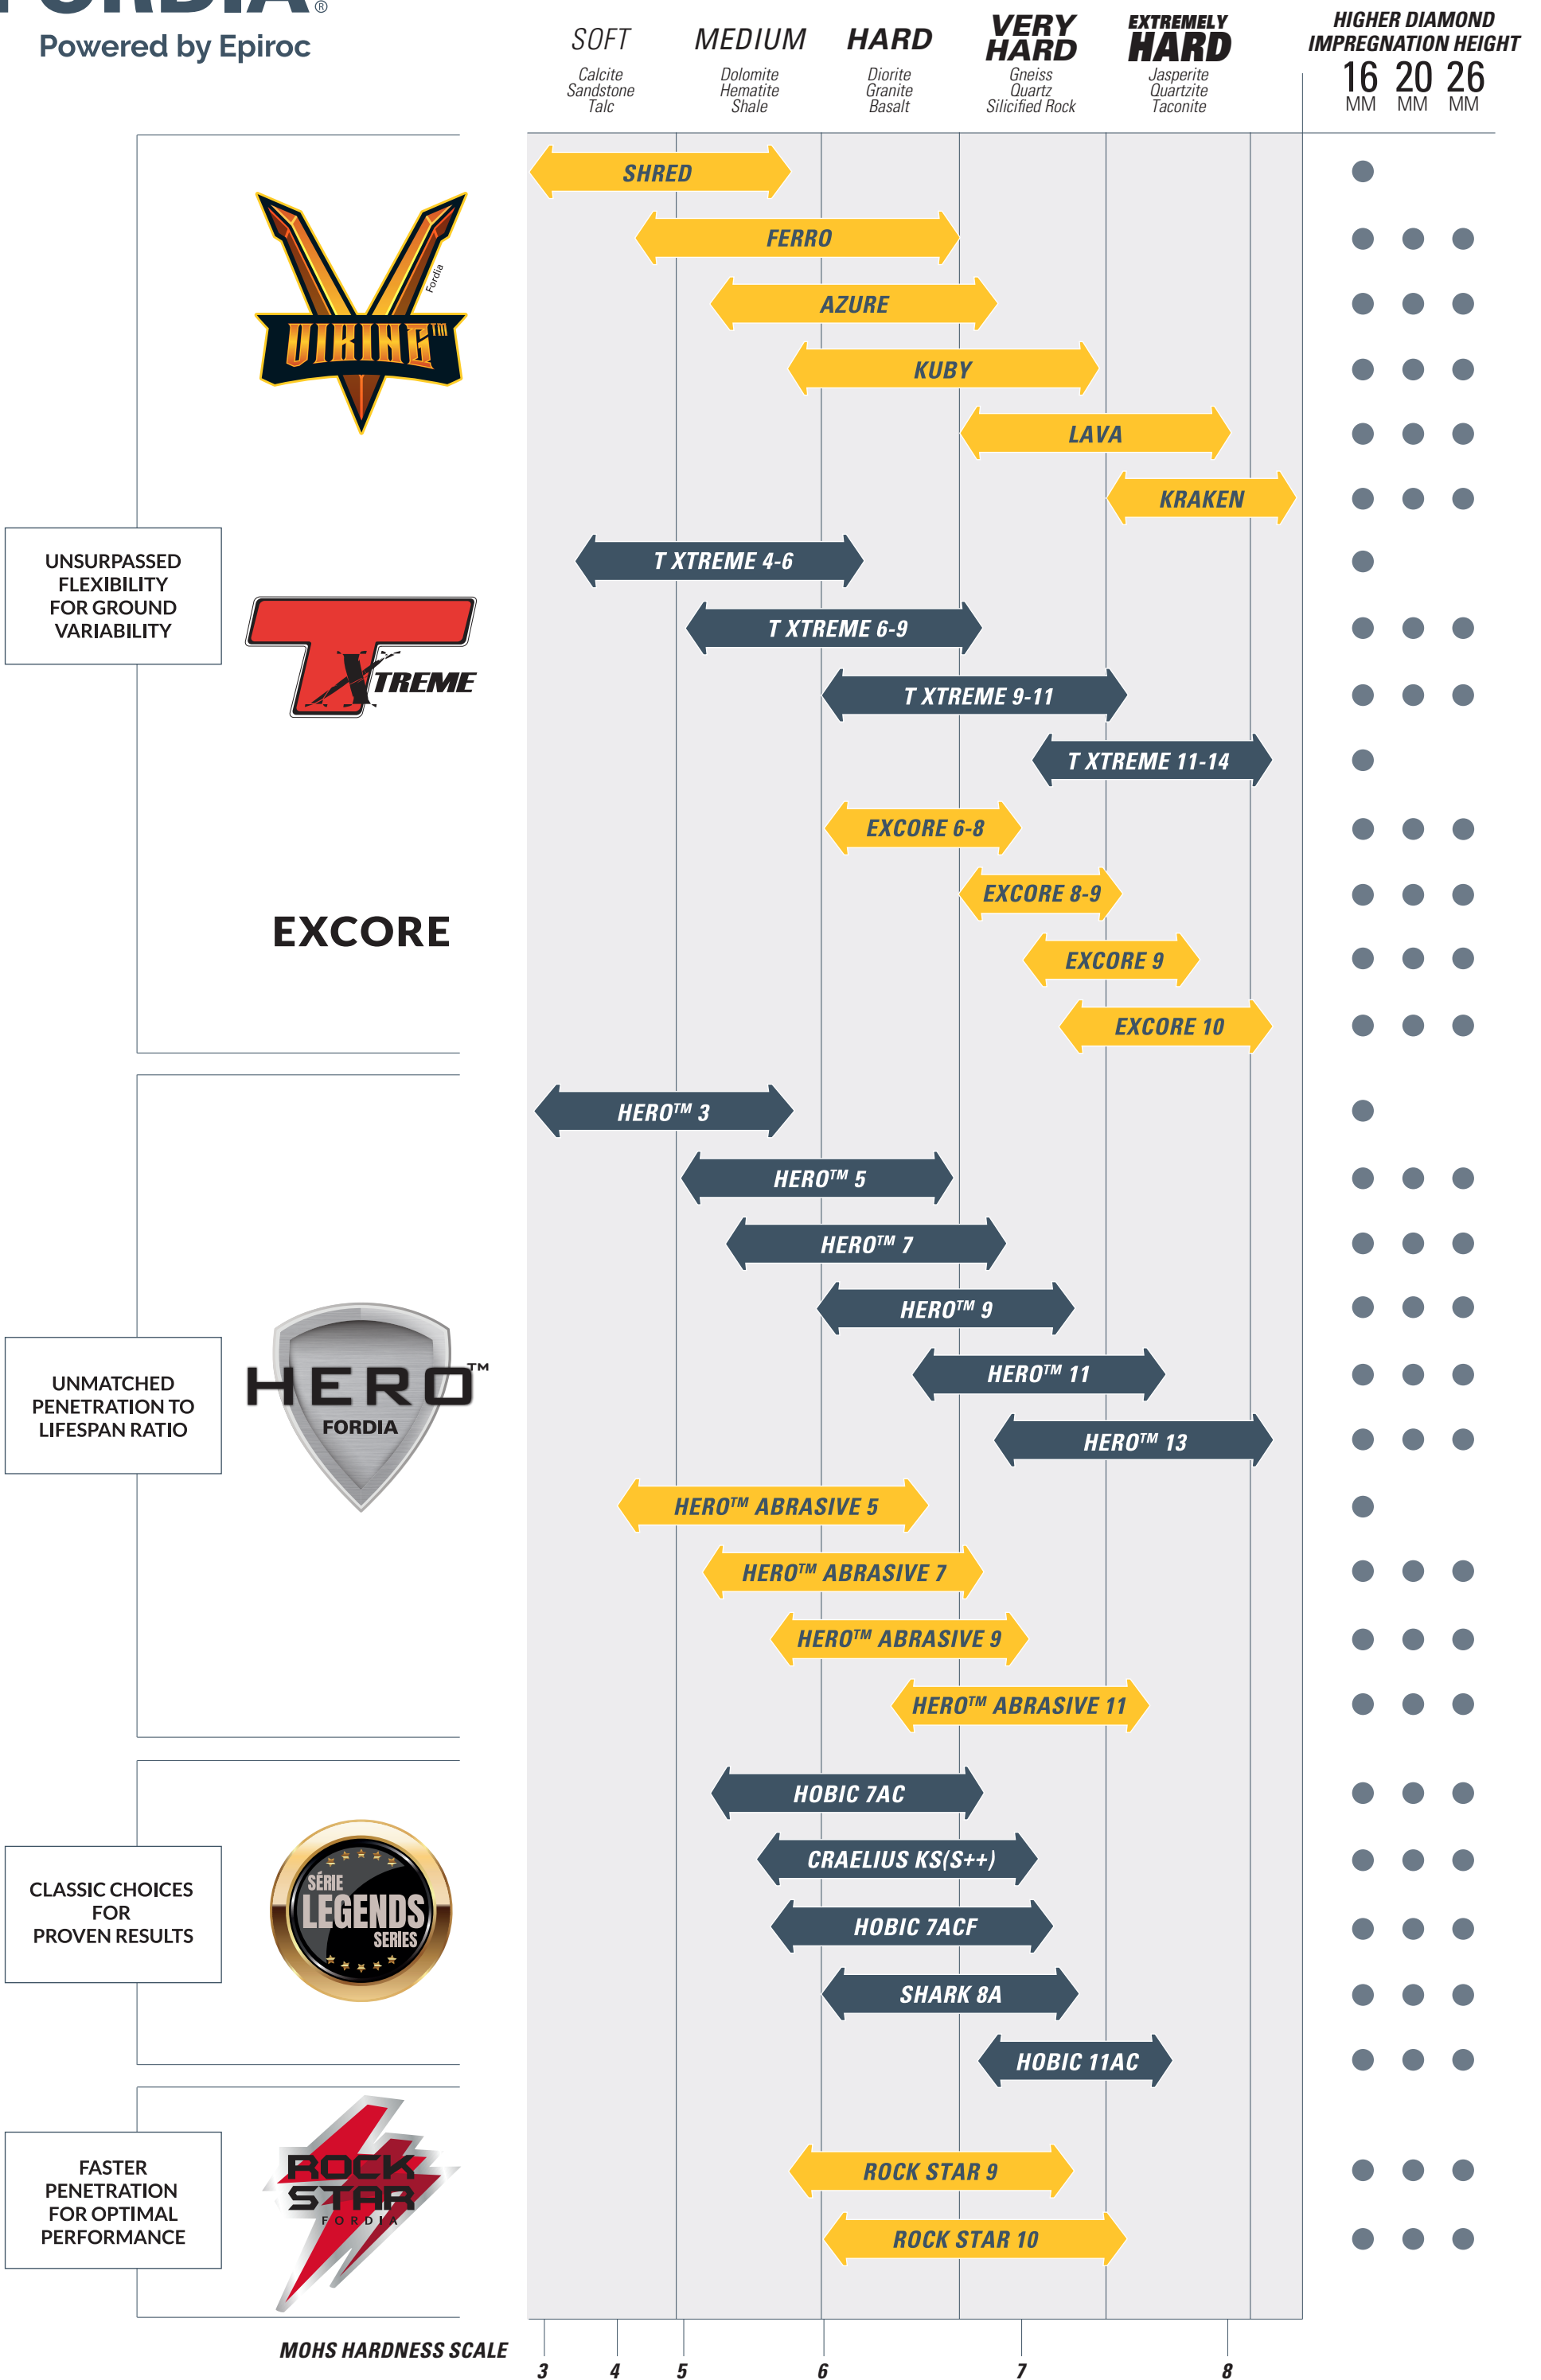 FORDIA®
Powered by Epiroc
SOFT
Calcite
Sandstone
Talc
MEDIUM
Dolomite
Hematite
Shale
HARD
Diorite
Granite
Basalt
VERY
HARD
Gneiss
Quartz
Silicified Rock
EXTREMELY
HARD
Jasperite
Quartzite
Taconite
HIGHER DIAMOND
IMPREGNATION HEIGHT
16 20 26
MM MM MM
UNSURPASSED
FLEXIBILITY
FOR GROUND
VARIABILITY
Fordia
VIKING™
SHRED
FERRO
AZURE
KUBY
LAVA
KRAKEN
T XTREME
T XTREME 4-6
T XTREME 6-9
T XTREME 9-11
T XTREME 11-14
EXCORE
EXCORE 6-8
EXCORE 8-9
EXCORE 9
EXCORE 10
UNMATCHED
PENETRATION TO
LIFESPAN RATIO
HERO™
FORDIA
HERO™ 3
HERO™ 5
HERO™ 7
HERO™ 9
HERO™ 11
HERO™ 13
HERO™ ABRASIVE 5
HERO™ ABRASIVE 7
HERO™ ABRASIVE 9
HERO™ ABRASIVE 11
CLASSIC CHOICES
FOR
PROVEN RESULTS
SÉRIE
LEGENDS
SERIES
HOBIC 7AC
CRAELIUS KS(S++)
HOBIC 7ACF
SHARK 8A
HOBIC 11AC
FASTER
PENETRATION
FOR OPTIMAL
PERFORMANCE
ROCK
STAR
FORDIA
ROCK STAR 9
ROCK STAR 10
MOHS HARDNESS SCALE
3 4 5 6 7 8